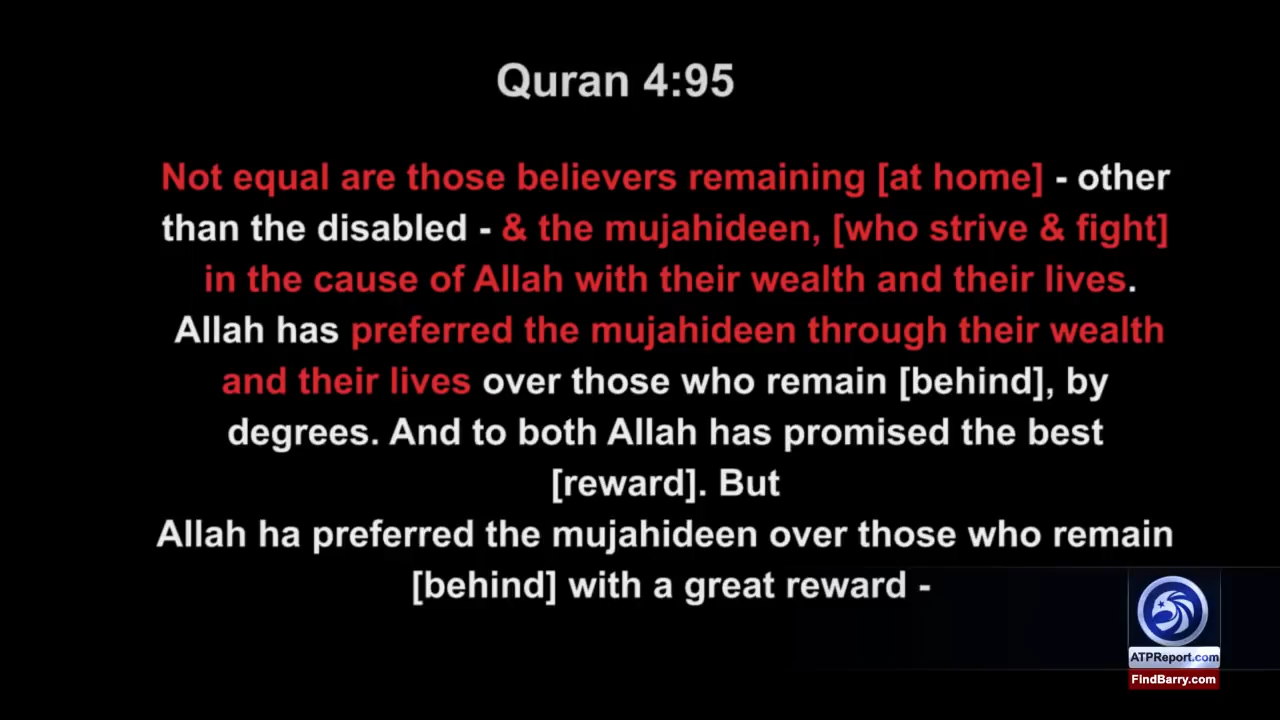 Quran 4:95
Not equal are those believers remaining [at home] - other
than the disabled - & the mujahideen, [who strive & fight]
in the cause of Allah with their wealth and their lives.
Allah has preferred the mujahideen through their wealth
and their lives over those who remain [behind], by
degrees. And to both Allah has promised the best
[reward]. But
Allah ha preferred the mujahideen over those who remain
[behind] with a great reward -
ATPReport.com
FindBarry.com